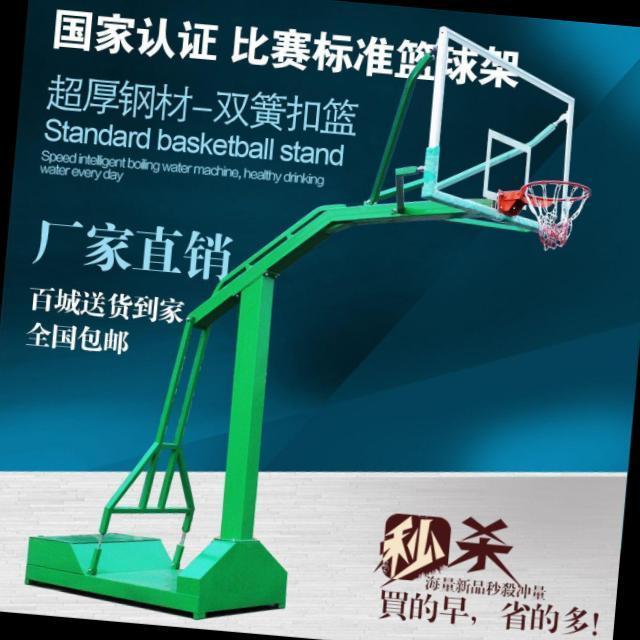 国家认证 比赛标准篮球架
超厚钢材-双簧扣篮
Standard basketball stand
Speed intelligent boiling water machine, healthy drinking
water every day
厂家直销
百城送货到家
全国包邮
秒杀
海量新品秒殺冲量
買的早，省的多!